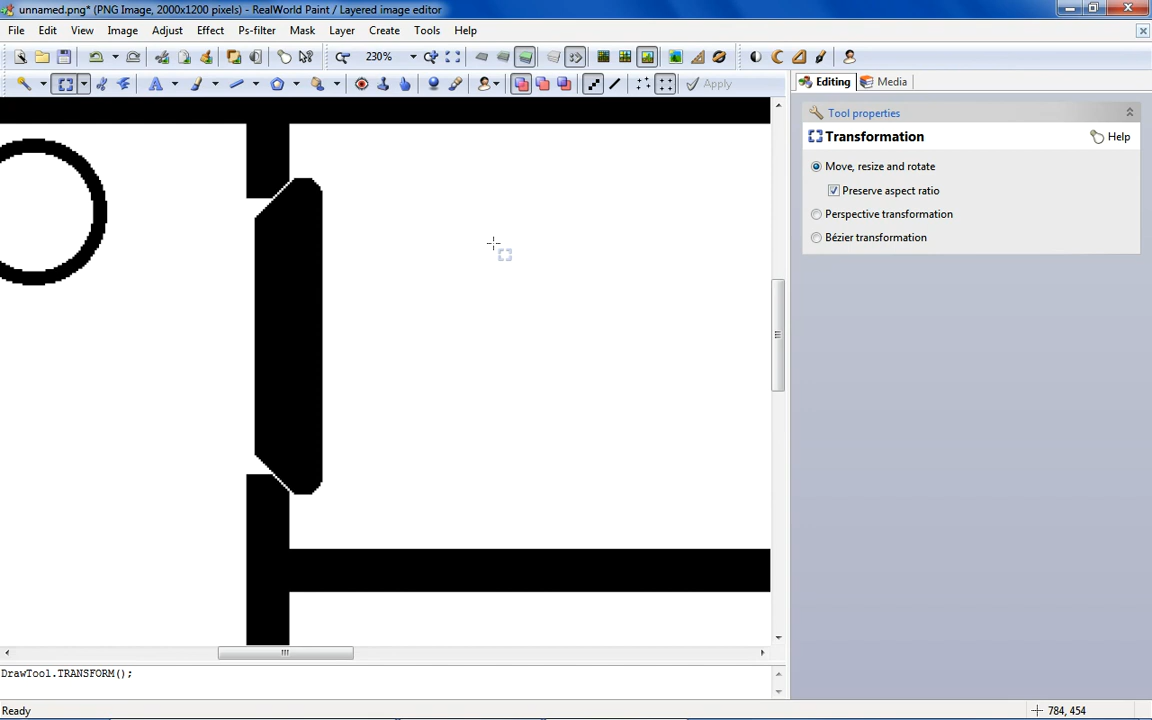 unnamed.png* (PNG Image, 2000x1200 pixels) - RealWorld Paint / Layered image editor
File Edit View Image Adjust Effect Ps-filter Mask Layer Create Tools Help
230%
Apply
Editing Media
Tool properties
Transformation Help
Move, resize and rotate
Preserve aspect ratio
Perspective transformation
Bézier transformation
DrawTool.TRANSFORM();
Ready 784, 454